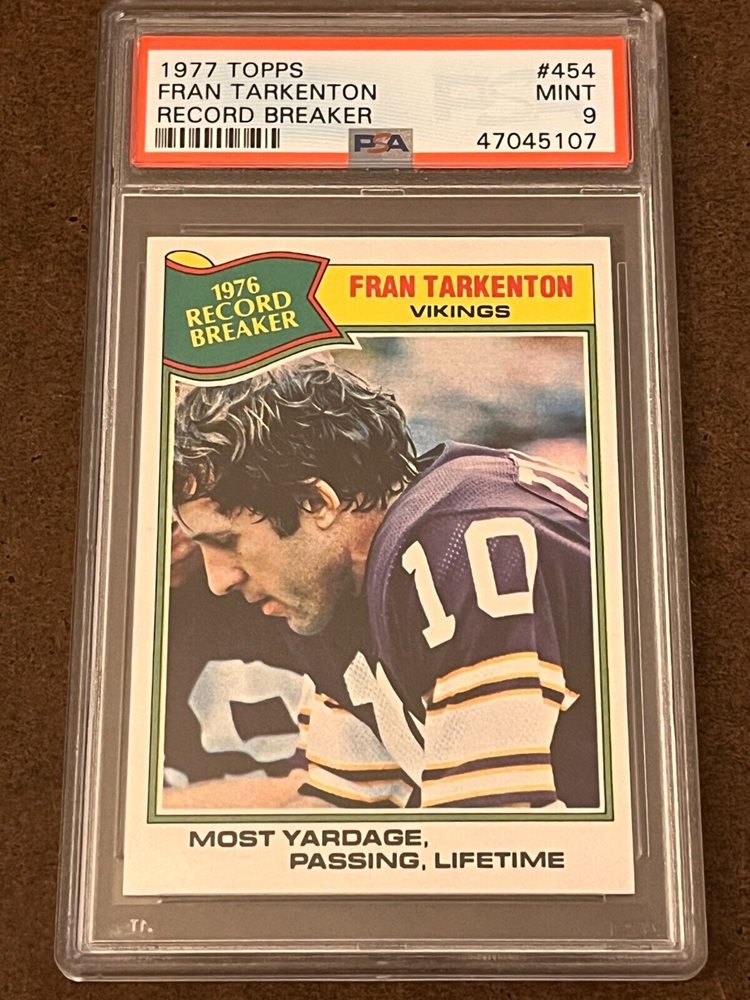 1977 TOPPS #454
FRAN TARKENTON MINT
RECORD BREAKER 9
PSA 47045107
1976
RECORD
BREAKER
FRAN TARKENTON
VIKINGS
10
10
MOST YARDAGE,
PASSING, LIFETIME